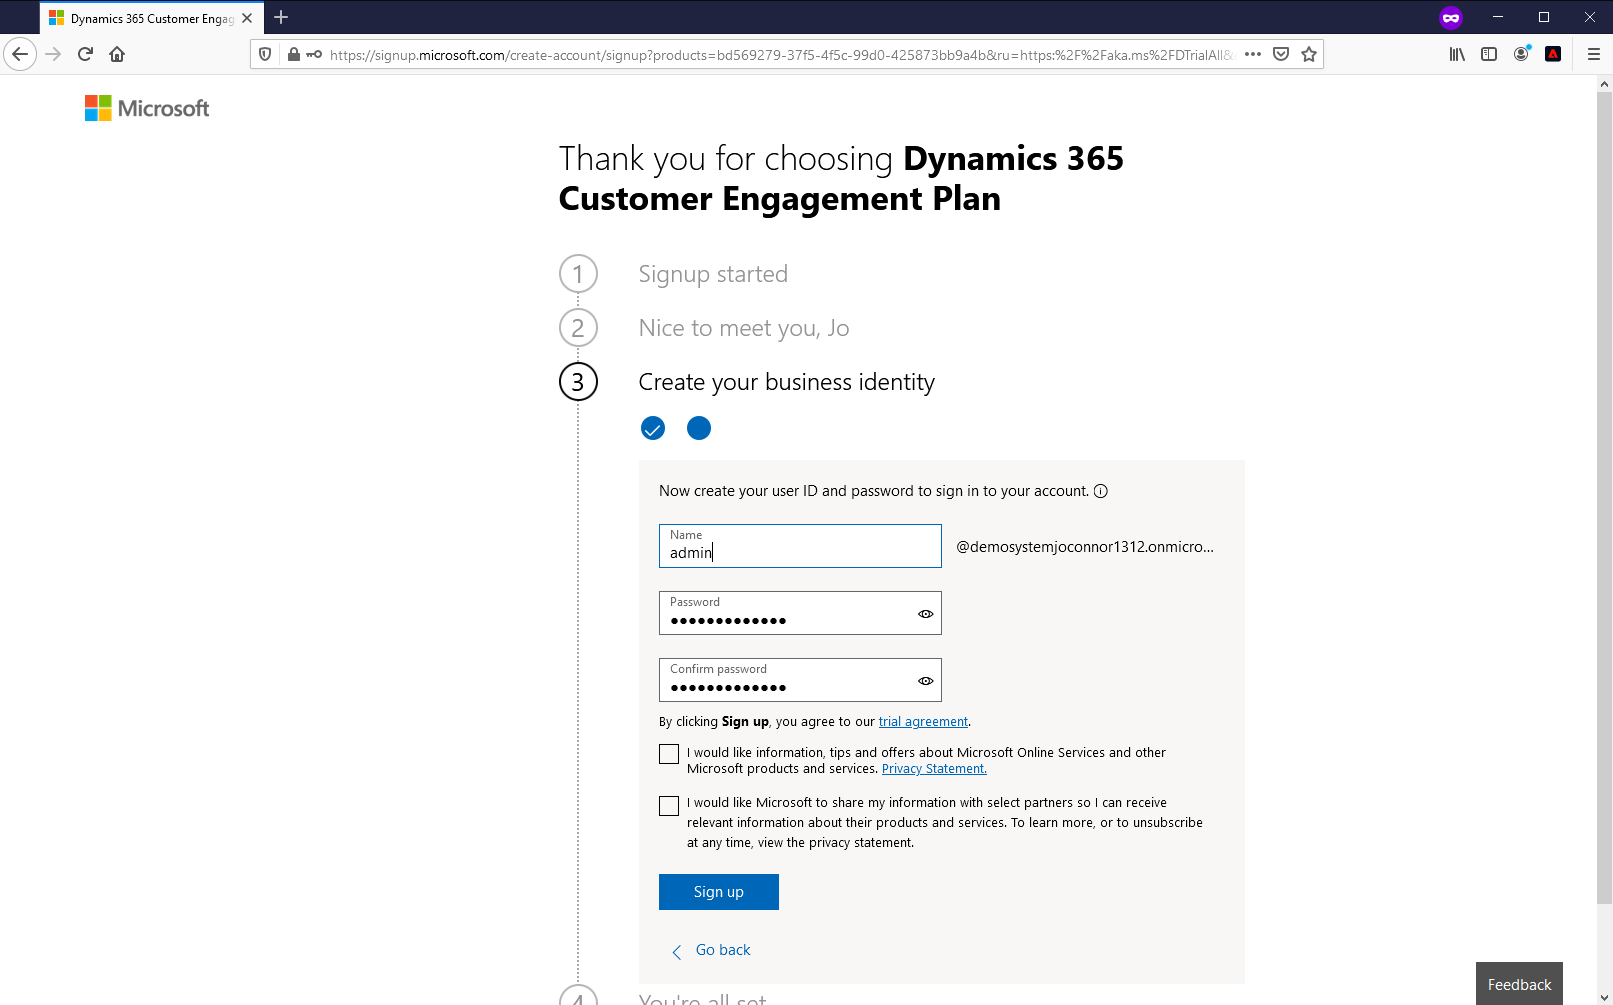 Dynamics 365 Customer Engag
https://signup.microsoft.com/create-account/signup?products=bd569279-37f5-4f5c-99d0-425873bb9a4b&ru=https:%2F%2Faka.ms%2FDTrialAll&
Microsoft
Thank you for choosing Dynamics 365
Customer Engagement Plan
1 Signup started
2 Nice to meet you, Jo
3 Create your business identity
Now create your user ID and password to sign in to your account.
Name
admin
@demosystemjoconnor1312.onmicro...
Password
•••••••••••••
Confirm password
•••••••••••••
By clicking Sign up, you agree to our trial agreement.
I would like information, tips and offers about Microsoft Online Services and other
Microsoft products and services. Privacy Statement.
I would like Microsoft to share my information with select partners so I can receive
relevant information about their products and services. To learn more, or to unsubscribe
at any time, view the privacy statement.
Sign up
Go back
Feedback
4 You're all set